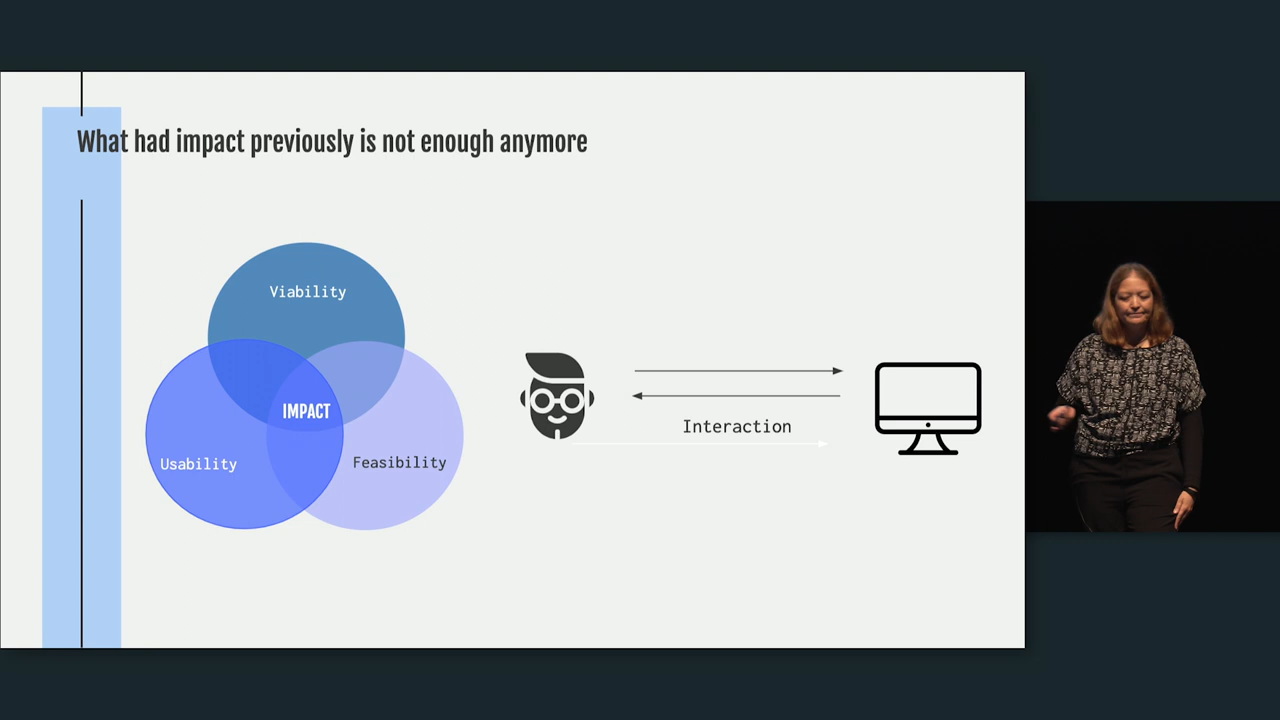 What had impact previously is not enough anymore
Viability
IMPACT
Usability
Feasibility
Interaction